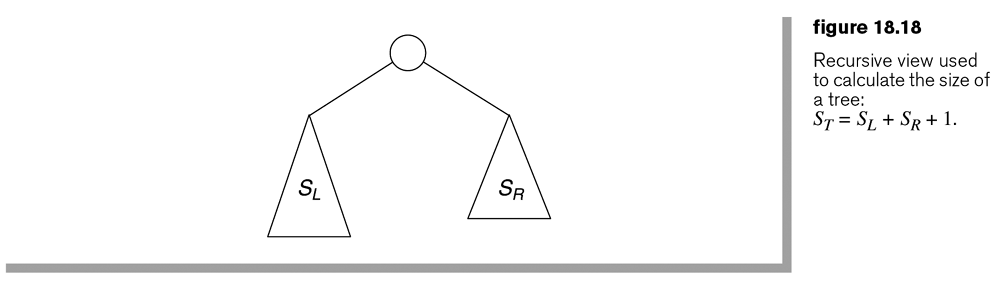 S_L
S_R
figure 18.18
Recursive view used
to calculate the size of
a tree:
S_T = S_L + S_R + 1.